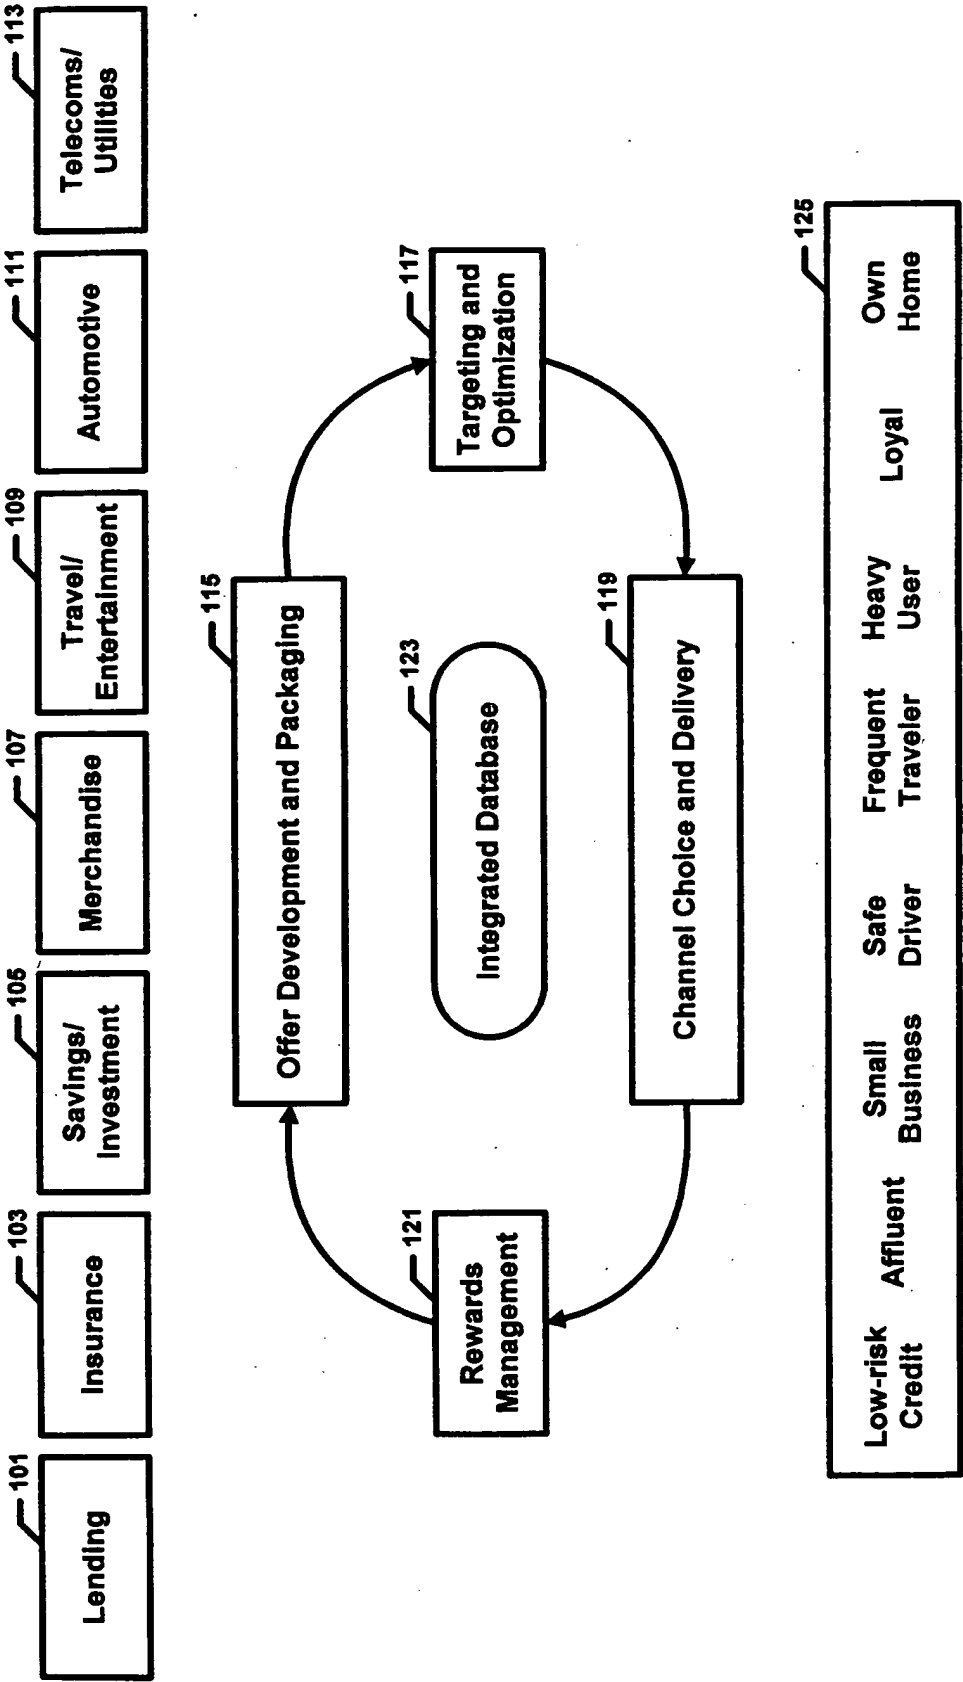 101
Lending
103
Insurance
105
Savings/
Investment
107
Merchandise
109
Travel/
Entertainment
111
Automotive
113
Telecoms/
Utilities
115
Offer Development and Packaging
121
Rewards
Management
123
Integrated Database
117
Targeting and
Optimization
119
Channel Choice and Delivery
125
Low-risk
Credit
Affluent
Small
Business
Safe
Driver
Frequent
Traveler
Heavy
User
Loyal
Own
Home